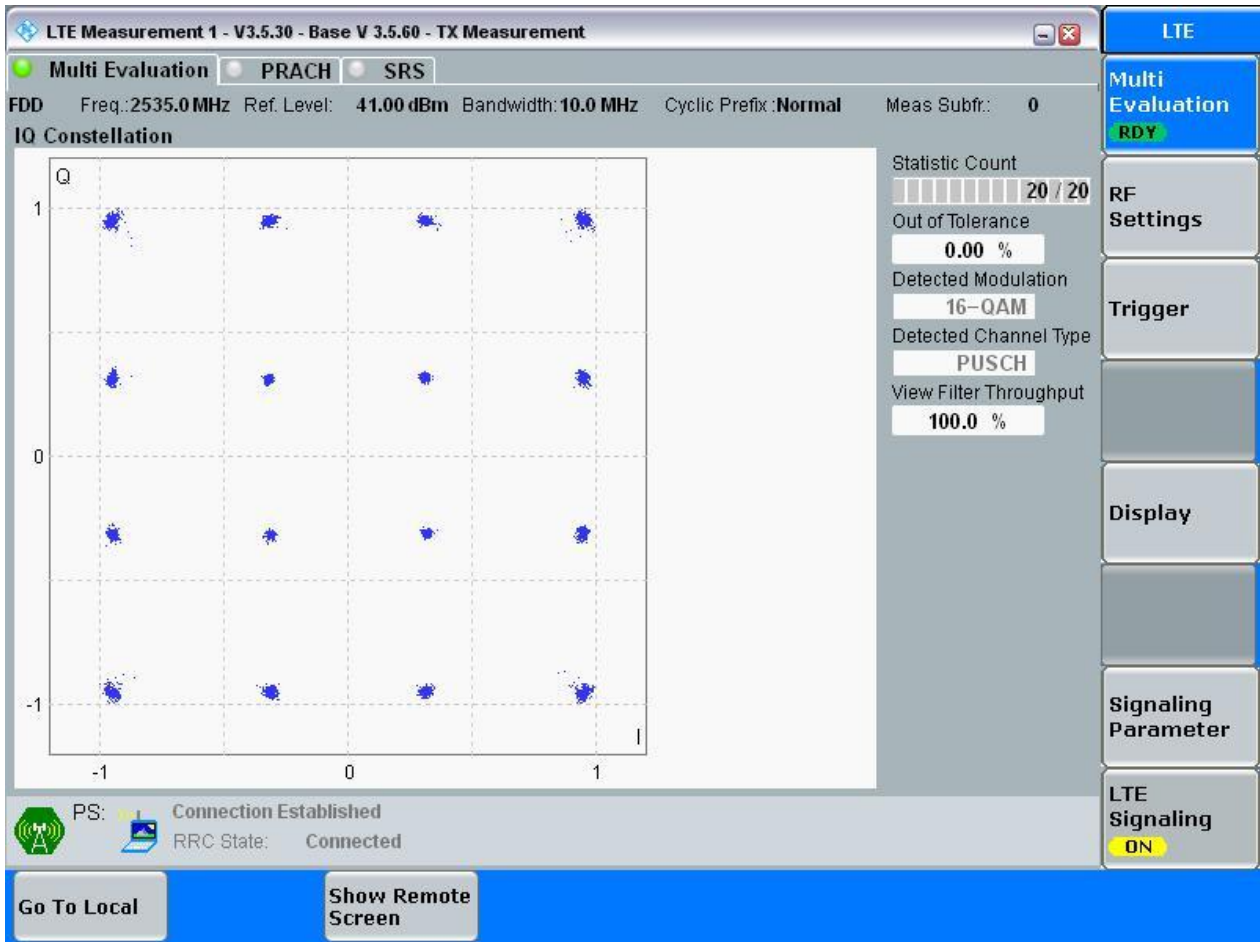 LTE Measurement 1 - V3.5.30 - Base V 3.5.60 - TX Measurement
LTE
Multi Evaluation PRACH SRS
FDD Freq.:2535.0 MHz Ref. Level: 41.00 dBm Bandwidth: 10.0 MHz Cyclic Prefix :Normal Meas Subfr.: 0
IQ Constellation
Q
1
0
-1
I
-1 0 1
Statistic Count
20 / 20
Out of Tolerance
0.00 %
Detected Modulation
16-QAM
Detected Channel Type
PUSCH
View Filter Throughput
100.0 %
Multi
Evaluation
RDY
RF
Settings
Trigger
Display
Signaling
Parameter
LTE
Signaling
ON
PS: Connection Established
RRC State: Connected
Go To Local
Show Remote
Screen